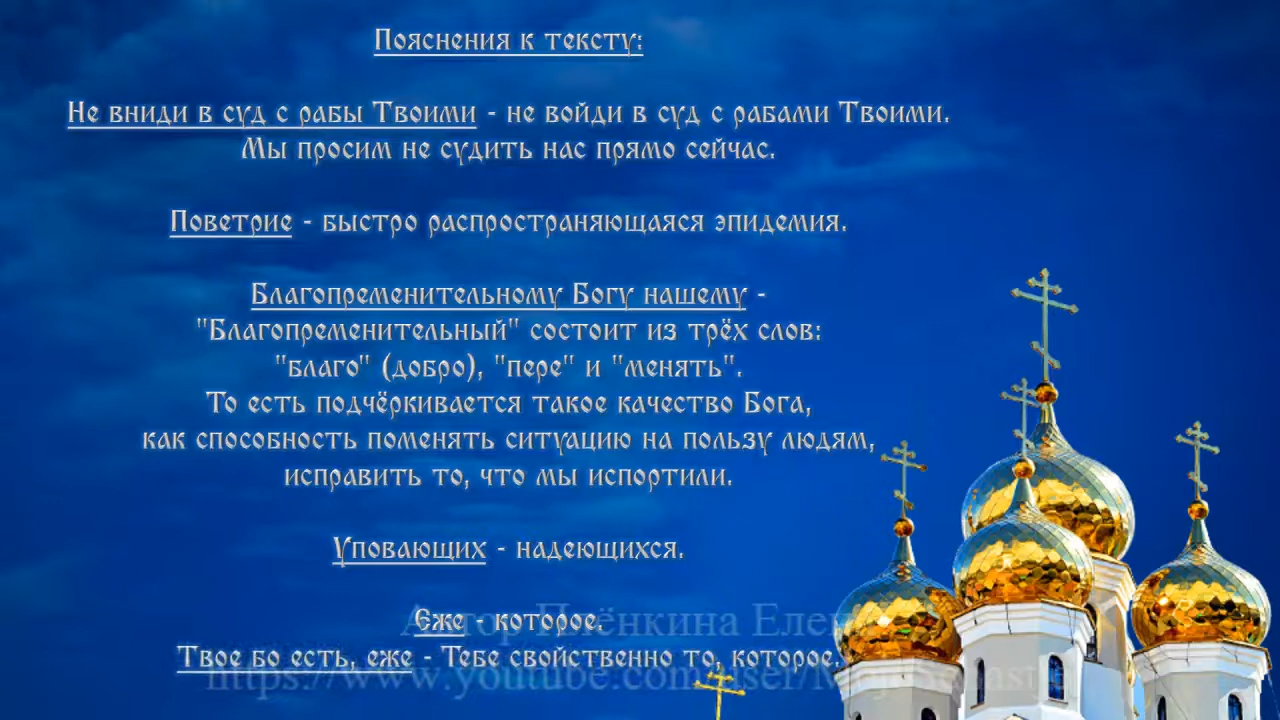 Пояснения к тексту:
Не вниди в суд с рабы Твоими - не войди в суд с рабами Твоими.
Мы просим не судить нас прямо сейчас.
Поветрие - быстро распространяющаяся эпидемия.
Благопременительному Богу нашему -
"Благопременительный" состоит из трёх слов:
"благо" (добро), "пере" и "менять".
То есть подчёркивается такое качество Бога,
как способность поменять ситуацию на пользу людям,
исправить то, что мы испортили.
Уповающих - надеющихся.
Еже - которое.
Твое бо есть, еже - Тебе свойственно то, которое.